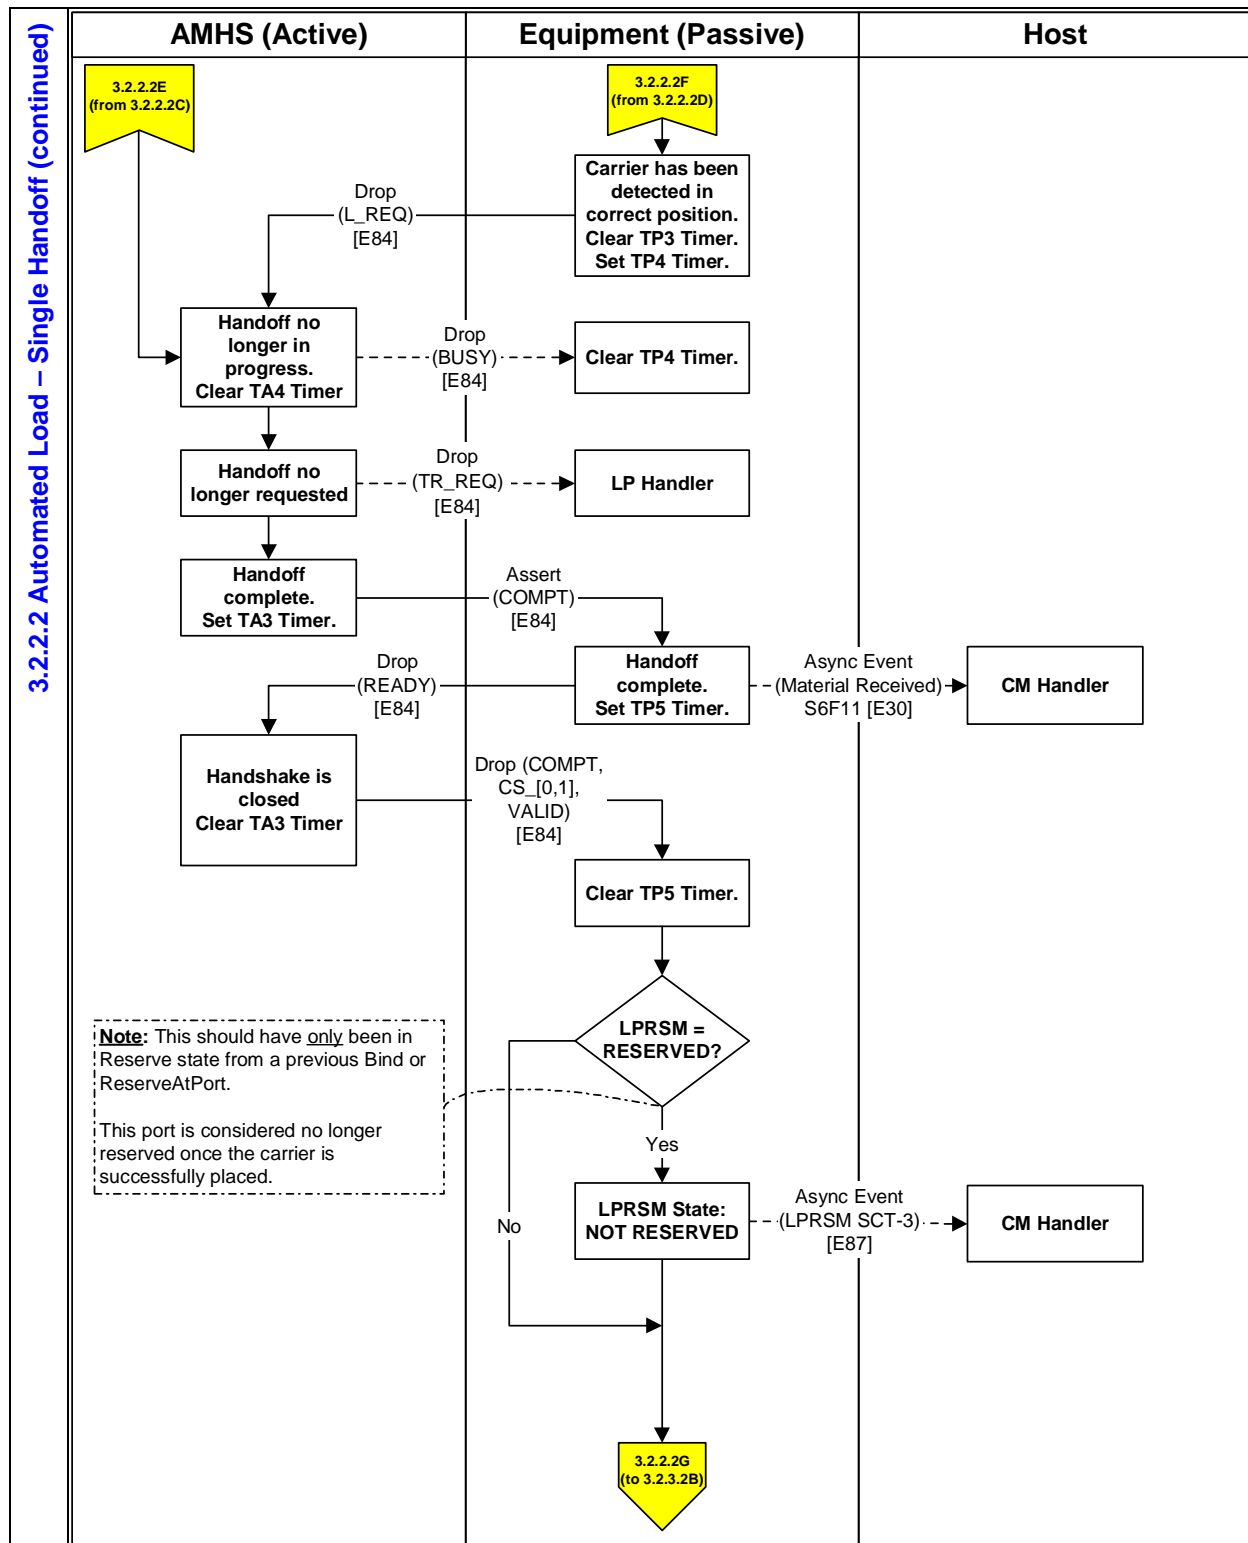 3.2.2.2 Automated Load – Single Handoff (continued)
AMHS (Active)
Equipment (Passive)
Host
3.2.2.2E
(from 3.2.2.2C)
3.2.2.2F
(from 3.2.2.2D)
Carrier has been
detected in
correct position.
Clear TP3 Timer.
Set TP4 Timer.
Drop
(L_REQ)
[E84]
Handoff no
longer in
progress.
Clear TA4 Timer
Drop
(BUSY)
[E84]
Clear TP4 Timer.
Handoff no
longer requested
Drop
(TR_REQ)
[E84]
LP Handler
Handoff
complete.
Set TA3 Timer.
Assert
(COMPT)
[E84]
Handoff
complete.
Set TP5 Timer.
Async Event
(Material Received)
S6F11 [E30]
CM Handler
Drop
(READY)
[E84]
Handshake is
closed
Clear TA3 Timer
Drop (COMPT,
CS_[0,1],
VALID)
[E84]
Clear TP5 Timer.
LPRSM =
RESERVED?
Note: This should have only been in
Reserve state from a previous Bind or
ReserveAtPort.
This port is considered no longer
reserved once the carrier is
successfully placed.
Yes
No
LPRSM State:
NOT RESERVED
Async Event
(LPRSM SCT-3)
[E87]
CM Handler
3.2.2.2G
(to 3.2.3.2B)